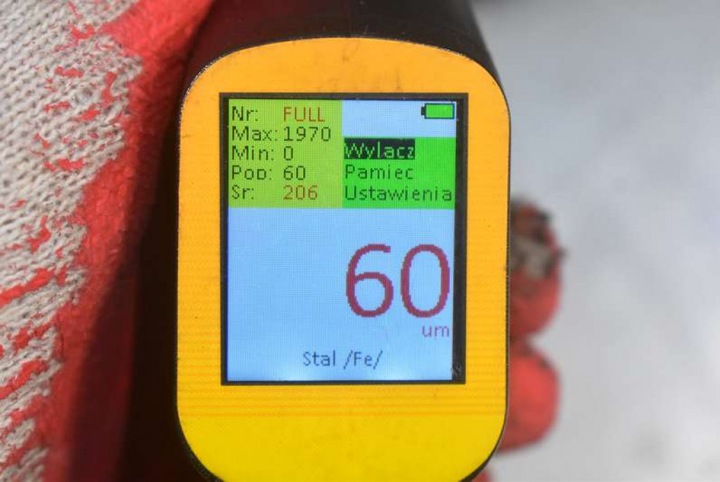 Nr: FULL
Max: 1970
Min: 0
Pop: 60
Sr: 206
Wylacz
Pamiec
Ustawienia
60
um
Stal /Fe/